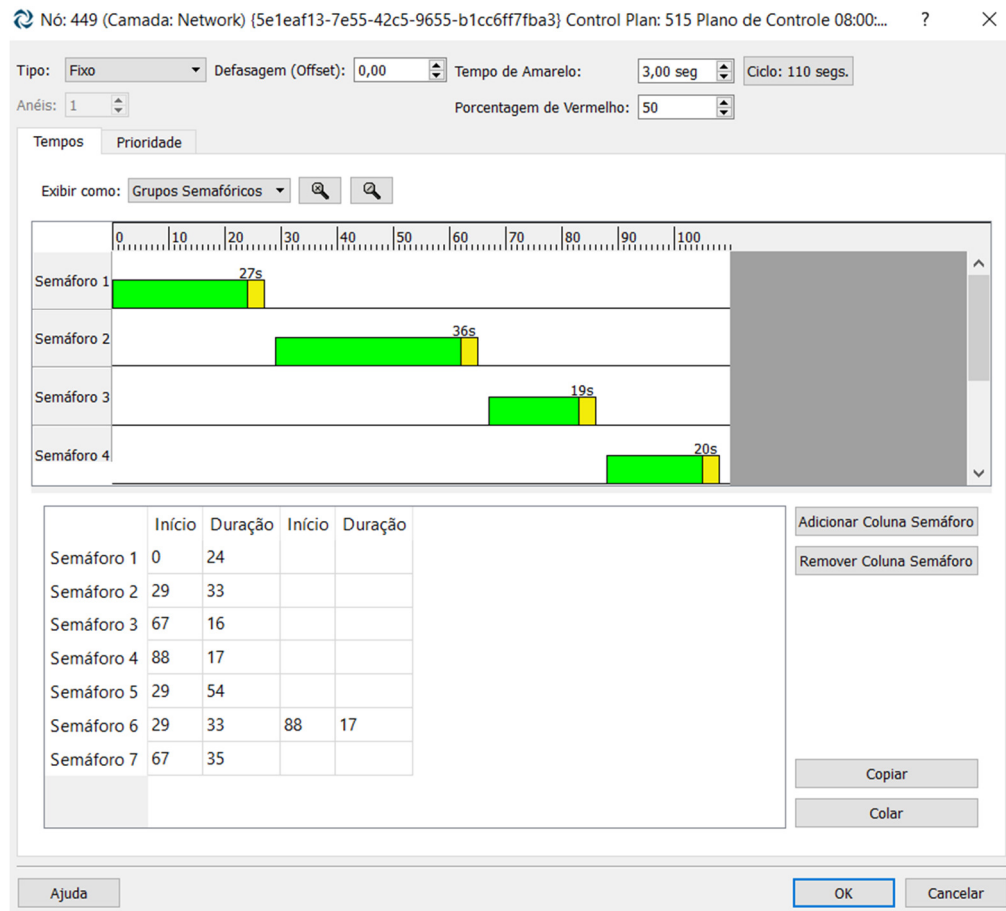 Nó: 449 (Camada: Network) {5e1eaf13-7e55-42c5-9655-b1cc6ff7fba3} Control Plan: 515 Plano de Controle 08:00:... ? ×
Tipo: Fixo Defasagem (Offset): 0,00 Tempo de Amarelo: 3,00 seg Ciclo: 110 segs.
Anéis: 1 Porcentagem de Vermelho: 50
Tempos Prioridade
Exibir como: Grupos Semafóricos
0 10 20 30 40 50 60 70 80 90 100
Semáforo 1 27s
Semáforo 2 36s
Semáforo 3 19s
Semáforo 4 20s
Início Duração Início Duração
Semáforo 1 0 24
Semáforo 2 29 33
Semáforo 3 67 16
Semáforo 4 88 17
Semáforo 5 29 54
Semáforo 6 29 33 88 17
Semáforo 7 67 35
Adicionar Coluna Semáforo
Remover Coluna Semáforo
Copiar
Colar
Ajuda OK Cancelar